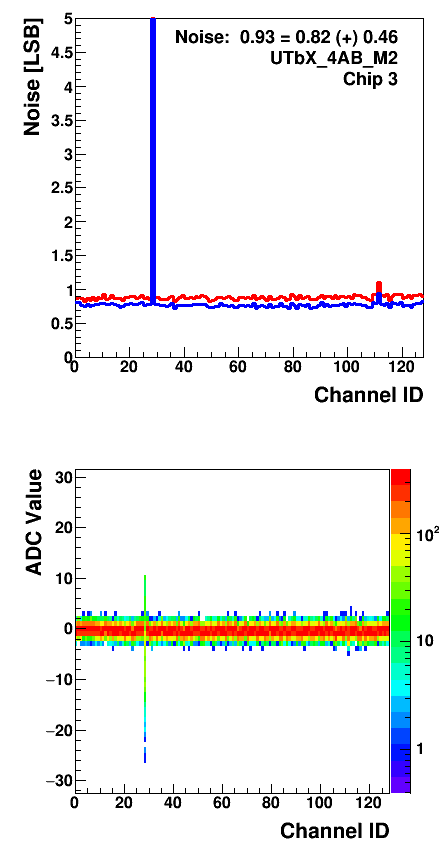 Noise [LSB]
Noise: 0.93 = 0.82 (+) 0.46
UTbX_4AB_M2
Chip 3
5
4.5
4
3.5
3
2.5
2
1.5
1
0.5
0
0 20 40 60 80 100 120
Channel ID
ADC Value
30
20
10
0
−10
−20
−30
10²
10
1
0 20 40 60 80 100 120
Channel ID